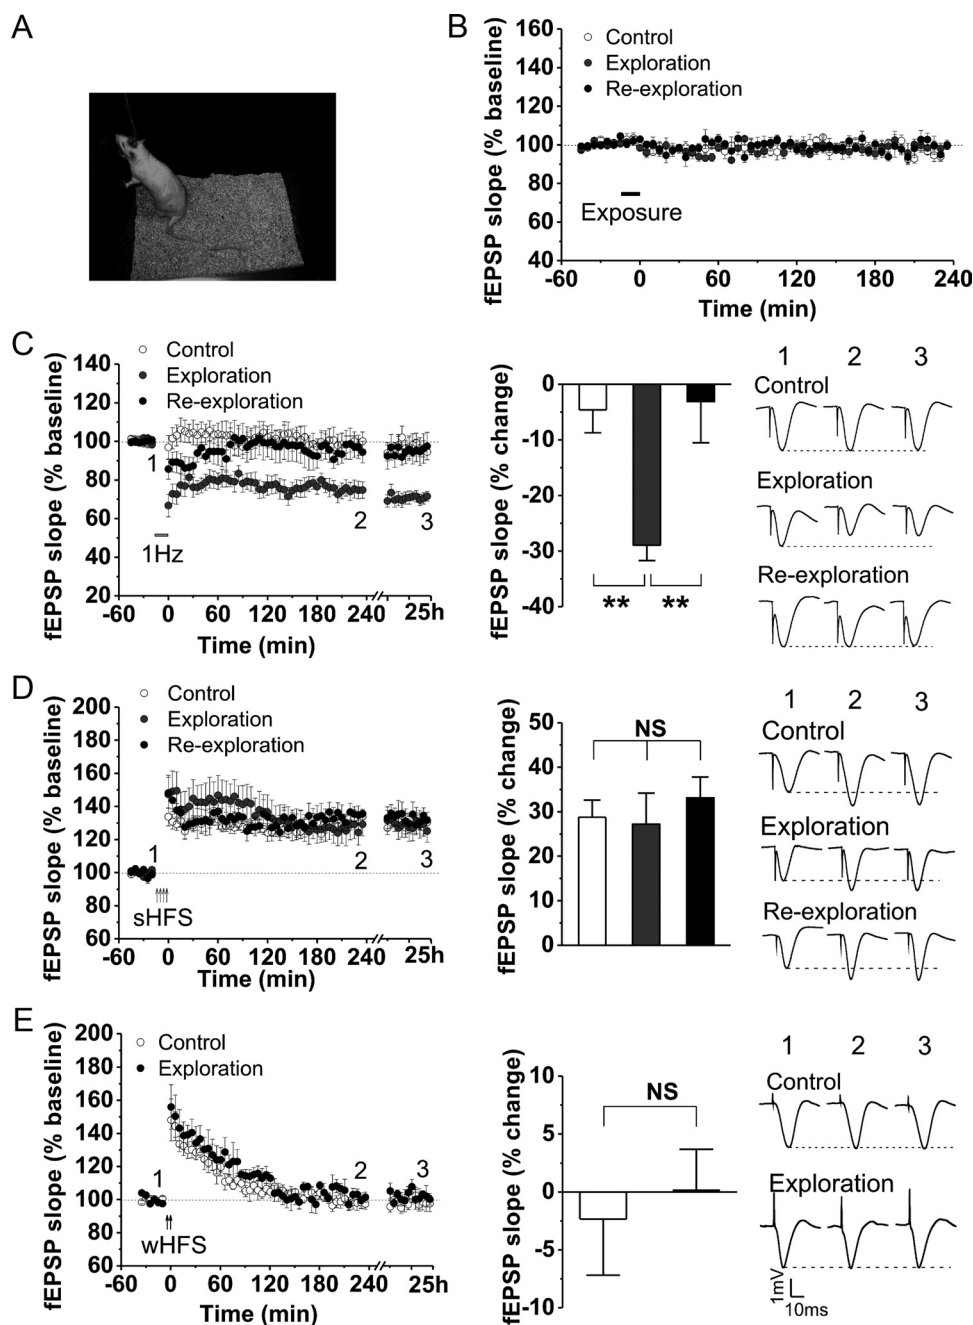 A
B
fEPSP slope (% baseline)
160
140
120
100
80
60
40
Control
Exploration
Re-exploration
Exposure
-60 0 60 120 180 240
Time (min)
C
fEPSP slope (% baseline)
140
120
100
80
60
40
20
Control
Exploration
Re-exploration
1
2
3
1Hz
-60 0 60 120 180 240 25h
Time (min)
fEPSP slope (% change)
0
-10
-20
-30
-40
** **
1 2 3
Control
Exploration
Re-exploration
D
fEPSP slope (% baseline)
200
180
160
140
120
100
80
60
Control
Exploration
Re-exploration
1
2
3
sHFS
-60 0 60 120 180 240 25h
Time (min)
fEPSP slope (% change)
50
40
30
20
10
0
NS
1 2 3
Control
Exploration
Re-exploration
E
fEPSP slope (% baseline)
200
180
160
140
120
100
80
60
Control
Exploration
1
2
3
wHFS
-60 0 60 120 180 240 25h
Time (min)
fEPSP slope (% change)
10
5
0
-5
-10
NS
1 2 3
Control
Exploration
1mV
10ms